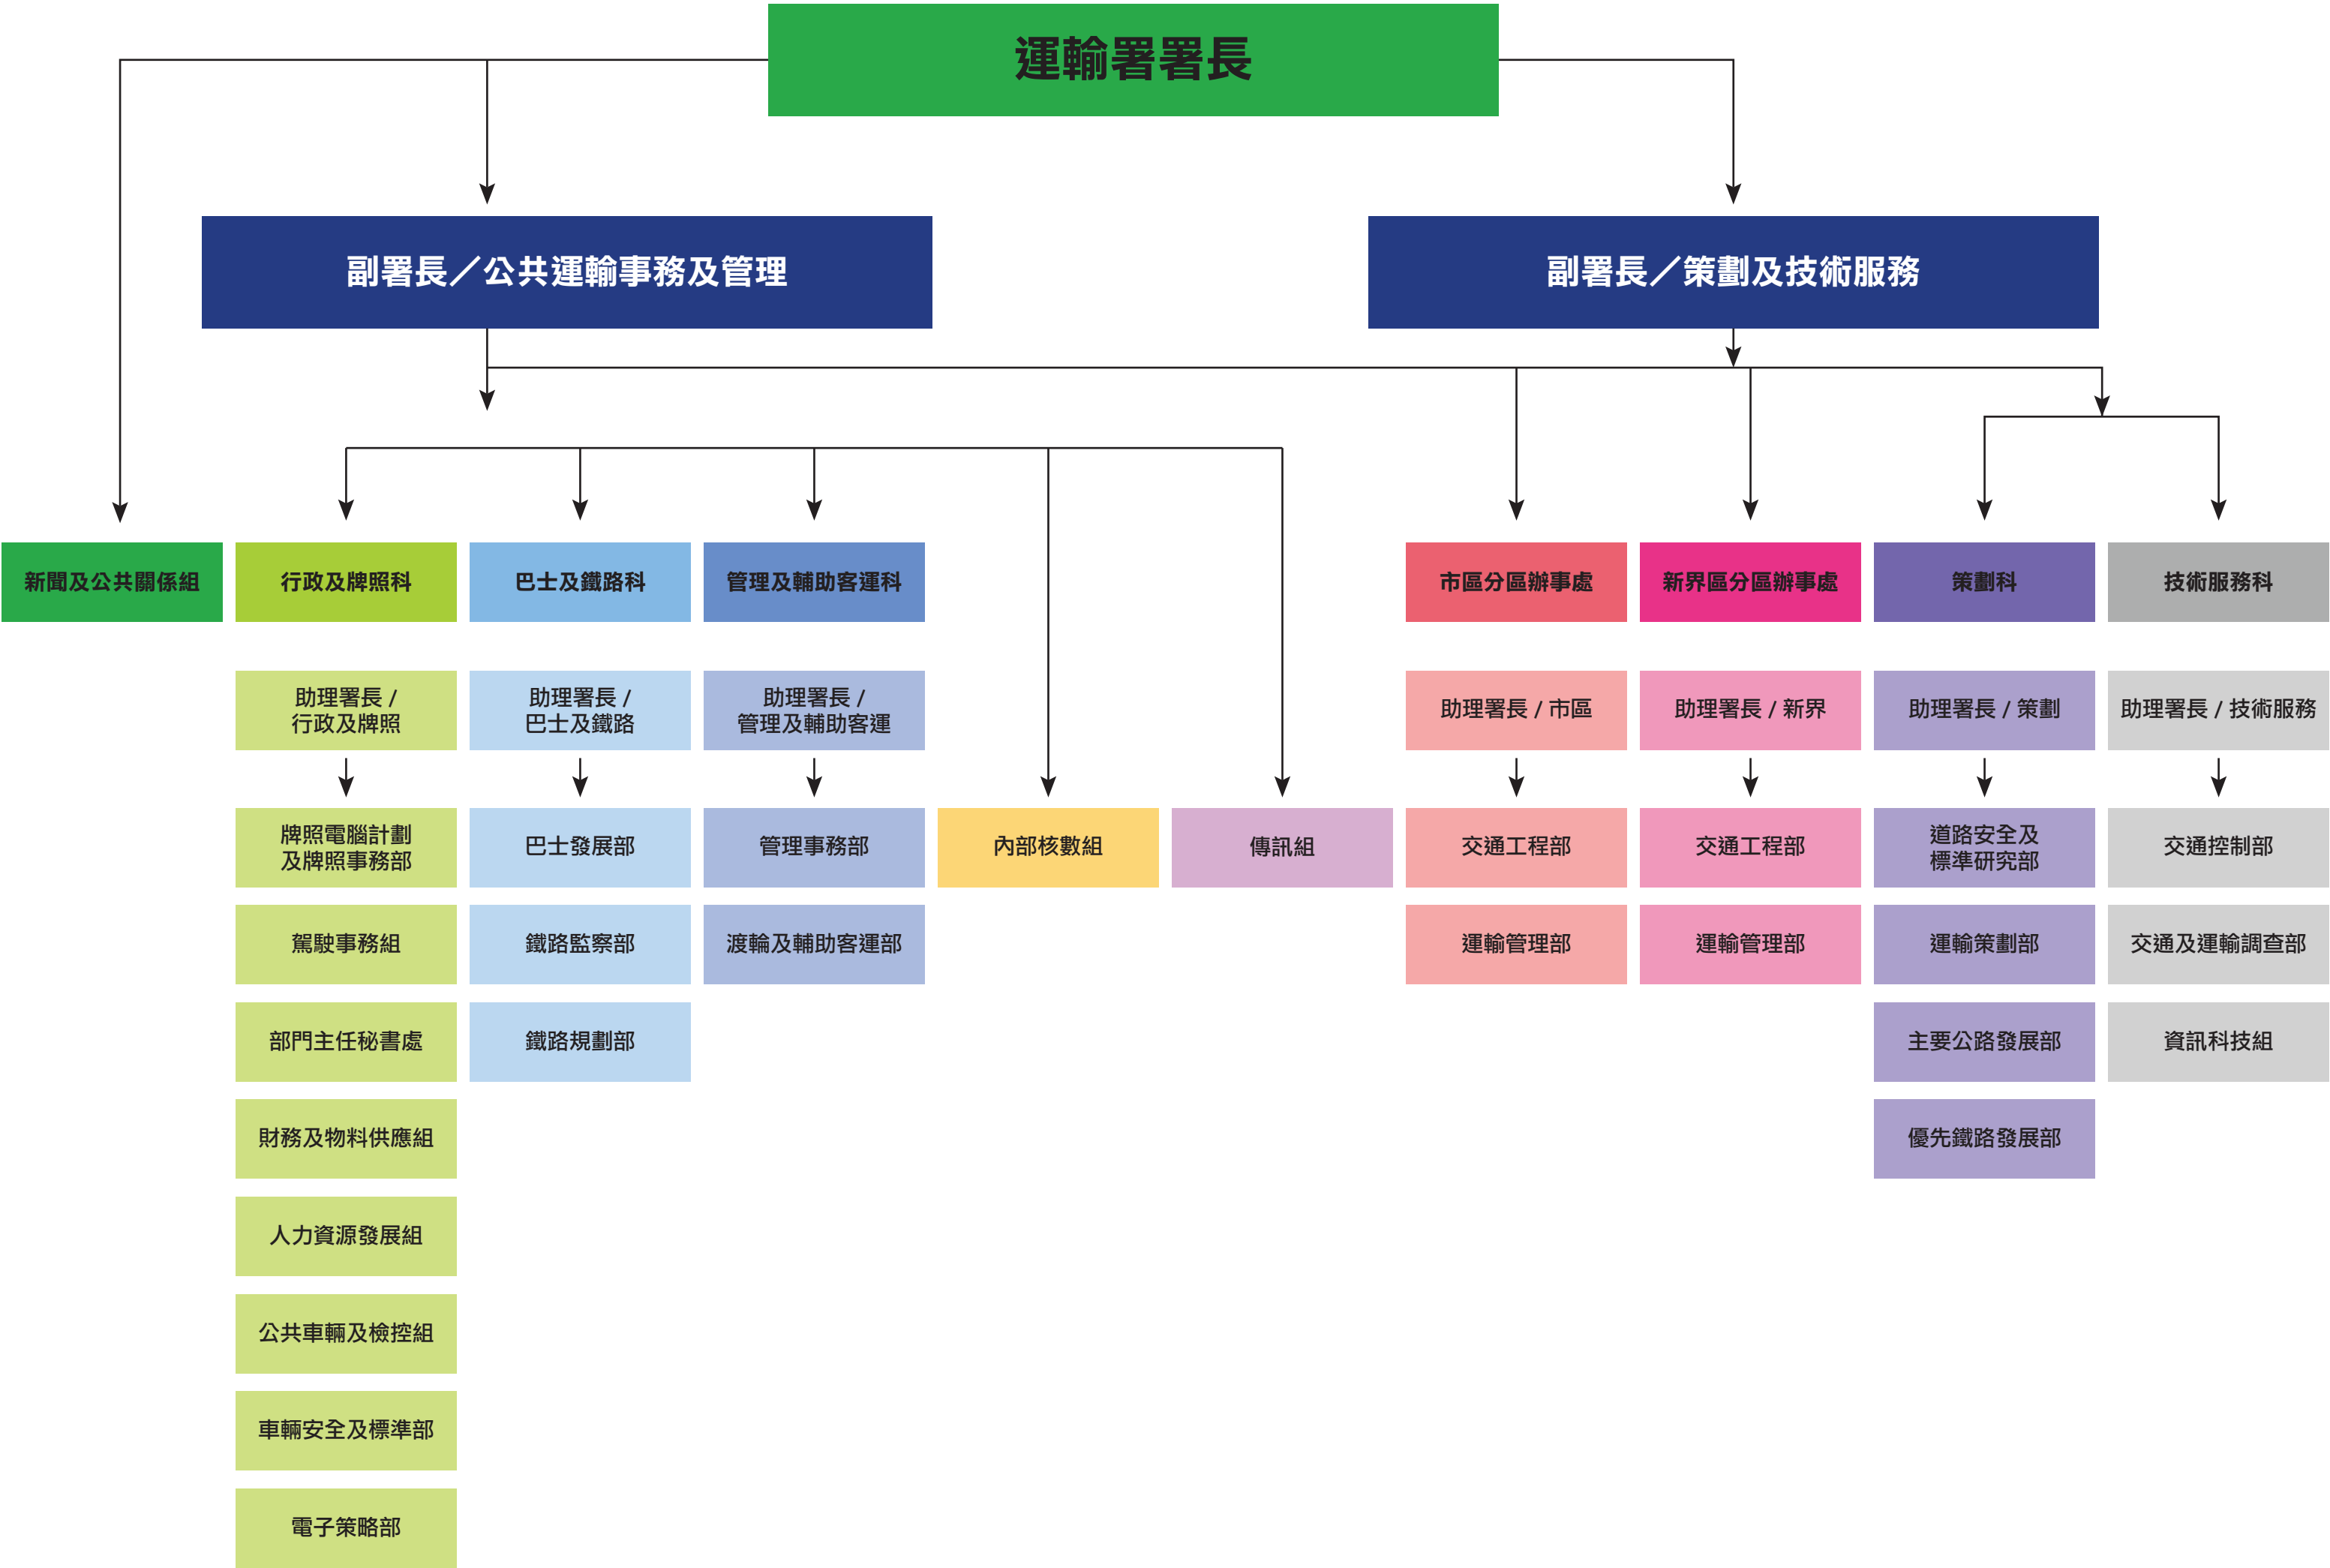 運輸署署長
副署長／公共運輸事務及管理
副署長／策劃及技術服務
新聞及公共關係組
行政及牌照科
巴士及鐵路科
管理及輔助客運科
市區分區辦事處
新界區分區辦事處
策劃科
技術服務科
助理署長 /
行政及牌照
助理署長 /
巴士及鐵路
助理署長 /
管理及輔助客運
助理署長 / 市區
助理署長 / 新界
助理署長 / 策劃
助理署長 / 技術服務
牌照電腦計劃
及牌照事務部
巴士發展部
管理事務部
內部核數組
傳訊組
交通工程部
交通工程部
道路安全及
標準研究部
交通控制部
駕駛事務組
鐵路監察部
渡輪及輔助客運部
運輸管理部
運輸管理部
運輸策劃部
交通及運輸調查部
部門主任秘書處
鐵路規劃部
主要公路發展部
資訊科技組
財務及物料供應組
優先鐵路發展部
人力資源發展組
公共車輛及檢控組
車輛安全及標準部
電子策略部